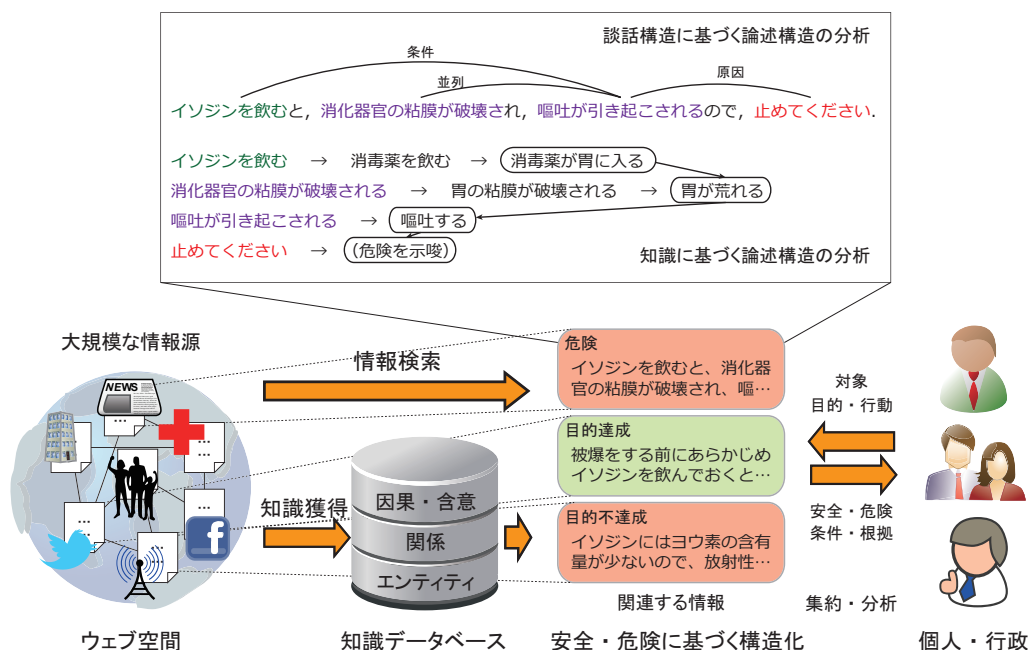 談話構造に基づく論述構造の分析
条件
並列
原因
イソジンを飲むと，消化器官の粘膜が破壊され，嘔吐が引き起こされるので，止めてください．
イソジンを飲む → 消毒薬を飲む → 消毒薬が胃に入る
消化器官の粘膜が破壊される → 胃の粘膜が破壊される → 胃が荒れる
嘔吐が引き起こされる → 嘔吐する
止めてください → (危険を示唆)
知識に基づく論述構造の分析
大規模な情報源
NEWS
...
...
...
...
...
...
f
ウェブ空間
情報検索
知識獲得
因果・含意
関係
エンティティ
知識データベース
危険
イソジンを飲むと、消化器
官の粘膜が破壊され、嘔…
目的達成
被爆をする前にあらかじめ
イソジンを飲んでおくと…
目的不達成
イソジンにはヨウ素の含有
量が少ないので、放射性…
関連する情報
安全・危険に基づく構造化
対象
目的・行動
安全・危険
条件・根拠
集約・分析
個人・行政